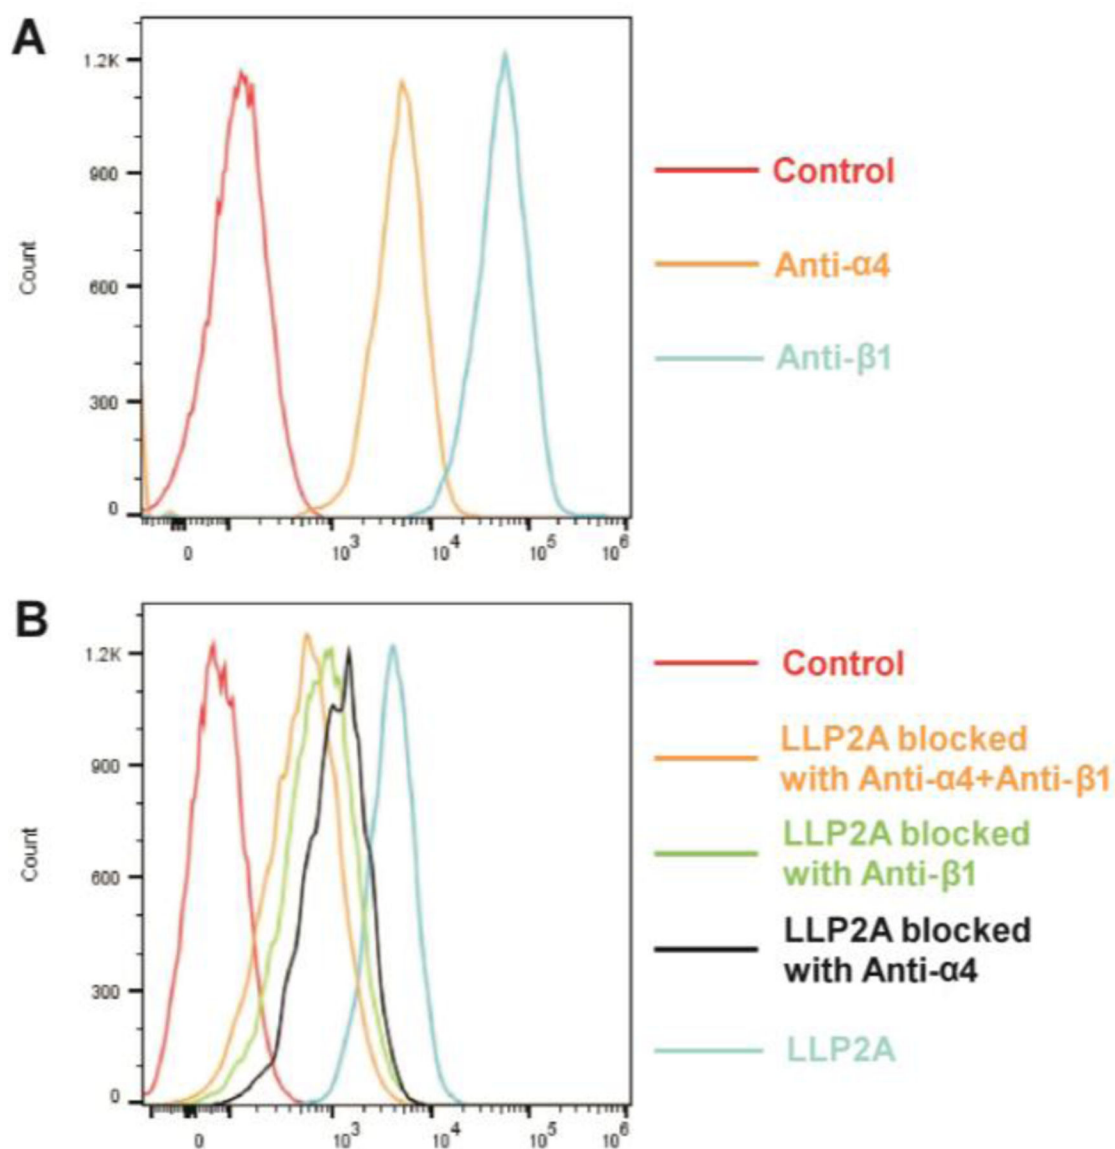 A
1.2K
900
600
300
0
Count
0 10³ 10⁴ 10⁵ 10⁶
Control
Anti-α4
Anti-β1
B
1.2K
900
600
300
0
Count
0 10³ 10⁴ 10⁵ 10⁶
Control
LLP2A blocked
with Anti-α4+Anti-β1
LLP2A blocked
with Anti-β1
LLP2A blocked
with Anti-α4
LLP2A